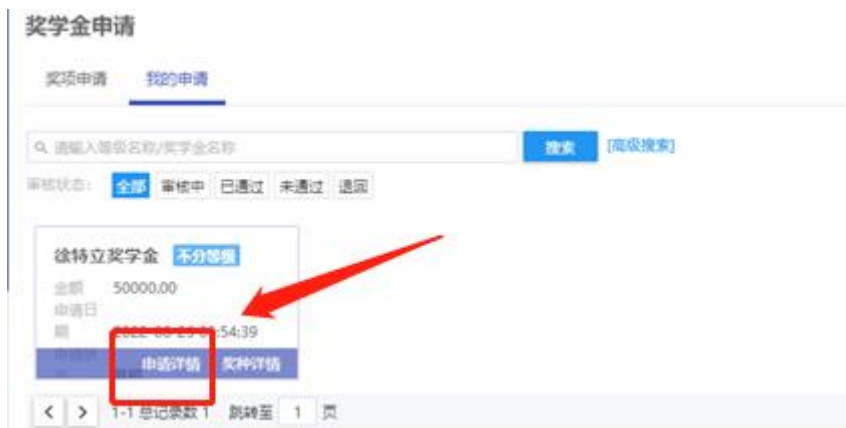 奖学金申请
奖项申请 我的申请
请输入等级名称/奖学金名称 搜索 [高级搜索]
审核状态： 全部 审核中 已通过 未通过 退回
徐特立奖学金 不分等级
金额 50000.00
申请日
期 :54:39
申请详情 奖种详情
1-1 总记录数 1 跳转至 1 页